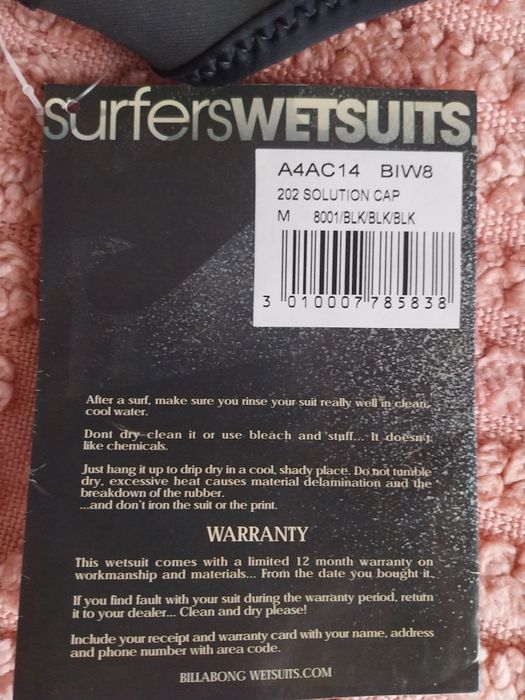 surfersWETSUITS.
A4AC14 BIW8
202 SOLUTION CAP
M 8001/BLK/BLK/BLK
3 010007 785838
After a surf, make sure you rinse your suit really well in clean,
cool water.
Dont dry clean it or use bleach and stuff... It doesn't
like chemicals.
Just hang it up to drip dry in a cool, shady place. Do not tumble
dry, excessive heat causes material delamination and the
breakdown of the rubber.
...and don't iron the suit or the print.
WARRANTY
This wetsuit comes with a limited 12 month warranty on
workmanship and materials... From the date you bought it.
If you find fault with your suit during the warranty period, return
it to your dealer... Clean and dry please!
Include your receipt and warranty card with your name, address
and phone number with area code.
BILLABONG WETSUITS.COM